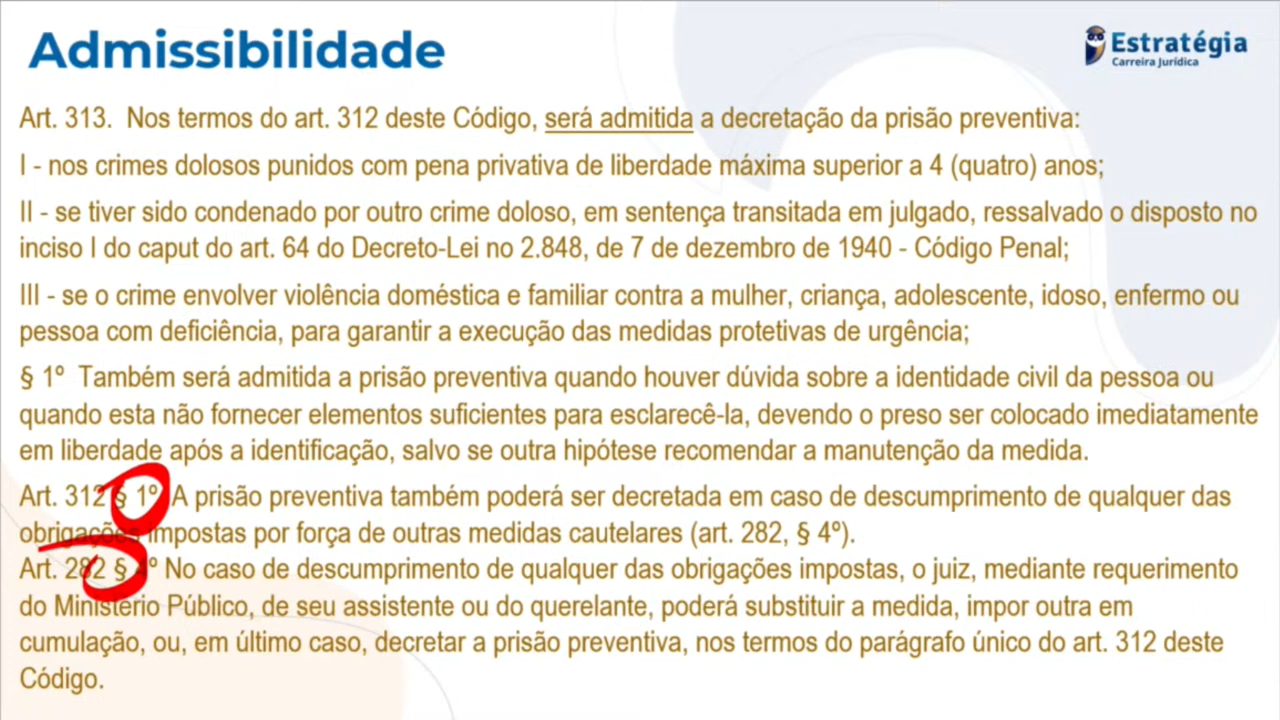 Admissibilidade
Estratégia
Carreira Jurídica
Art. 313. Nos termos do art. 312 deste Código, será admitida a decretação da prisão preventiva:
I - nos crimes dolosos punidos com pena privativa de liberdade máxima superior a 4 (quatro) anos;
II - se tiver sido condenado por outro crime doloso, em sentença transitada em julgado, ressalvado o disposto no
inciso I do caput do art. 64 do Decreto-Lei no 2.848, de 7 de dezembro de 1940 - Código Penal;
III - se o crime envolver violência doméstica e familiar contra a mulher, criança, adolescente, idoso, enfermo ou
pessoa com deficiência, para garantir a execução das medidas protetivas de urgência;
§ 1º Também será admitida a prisão preventiva quando houver dúvida sobre a identidade civil da pessoa ou
quando esta não fornecer elementos suficientes para esclarecê-la, devendo o preso ser colocado imediatamente
em liberdade após a identificação, salvo se outra hipótese recomendar a manutenção da medida.
Art. 312 § 1º A prisão preventiva também poderá ser decretada em caso de descumprimento de qualquer das
obrigações impostas por força de outras medidas cautelares (art. 282, § 4º).
Art. 282 § 4º No caso de descumprimento de qualquer das obrigações impostas, o juiz, mediante requerimento
do Ministério Público, de seu assistente ou do querelante, poderá substituir a medida, impor outra em
cumulação, ou, em último caso, decretar a prisão preventiva, nos termos do parágrafo único do art. 312 deste
Código.